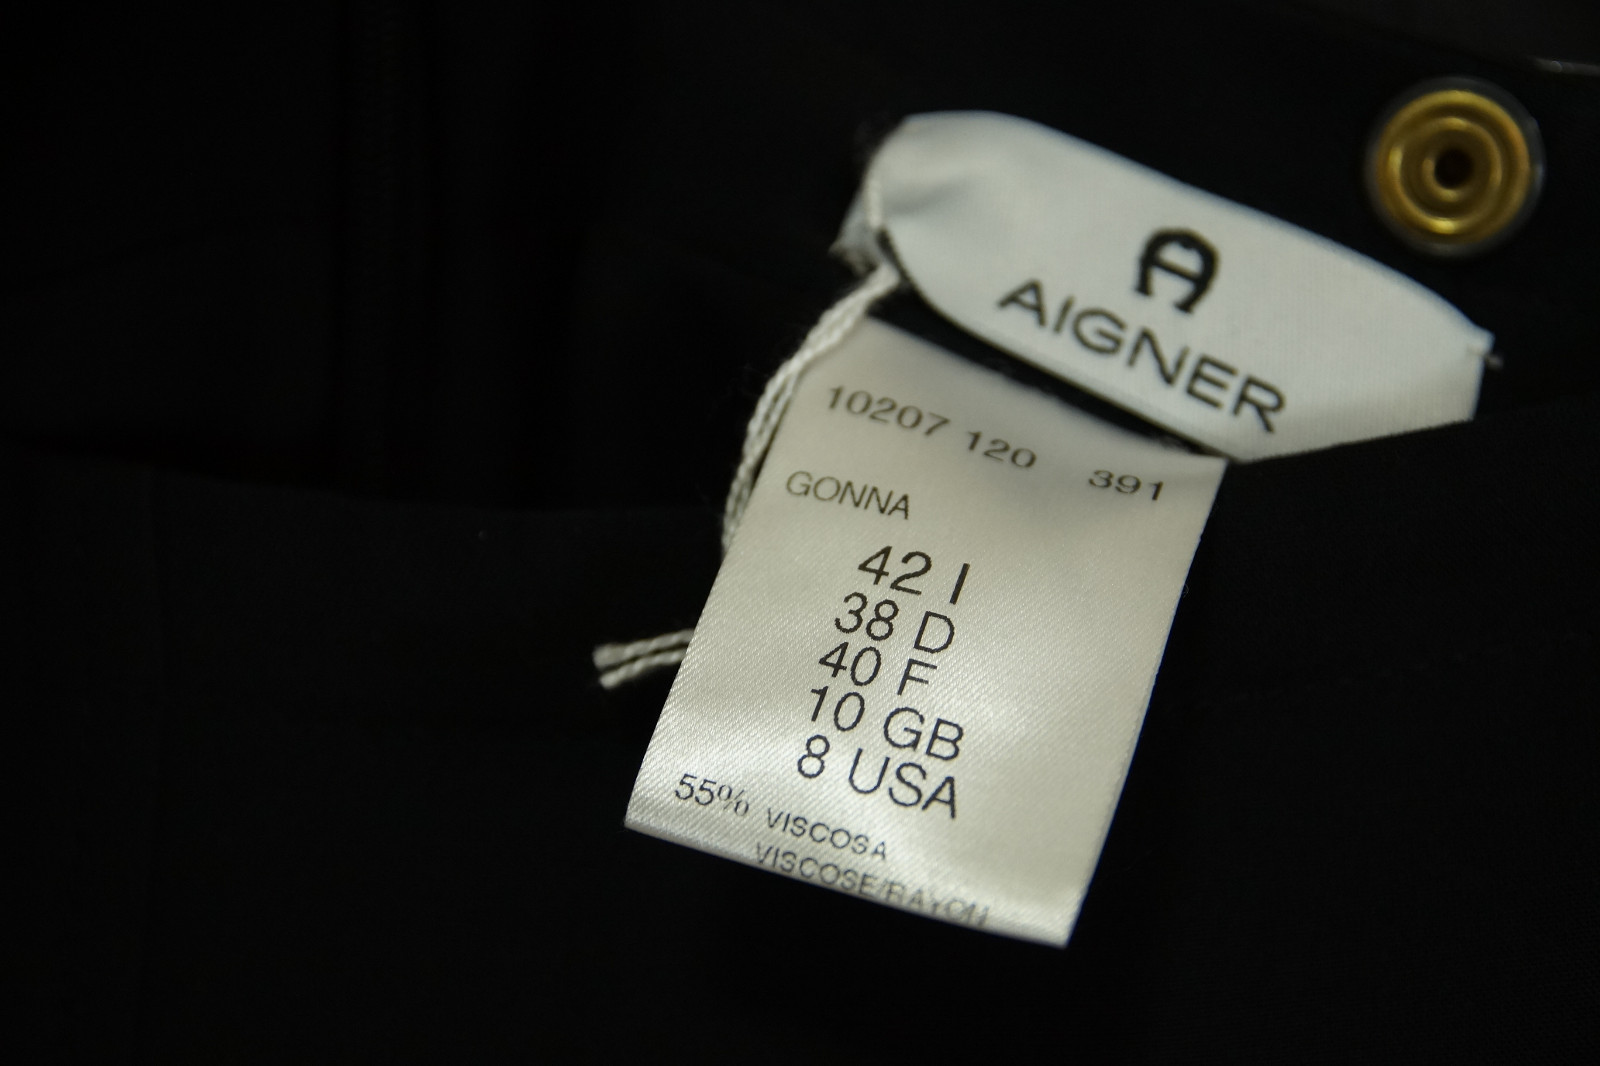 A
AIGNER
10207 120 391
GONNA
42 I
38 D
40 F
10 GB
8 USA
55% VISCOSA
VISCOSE/RAYON